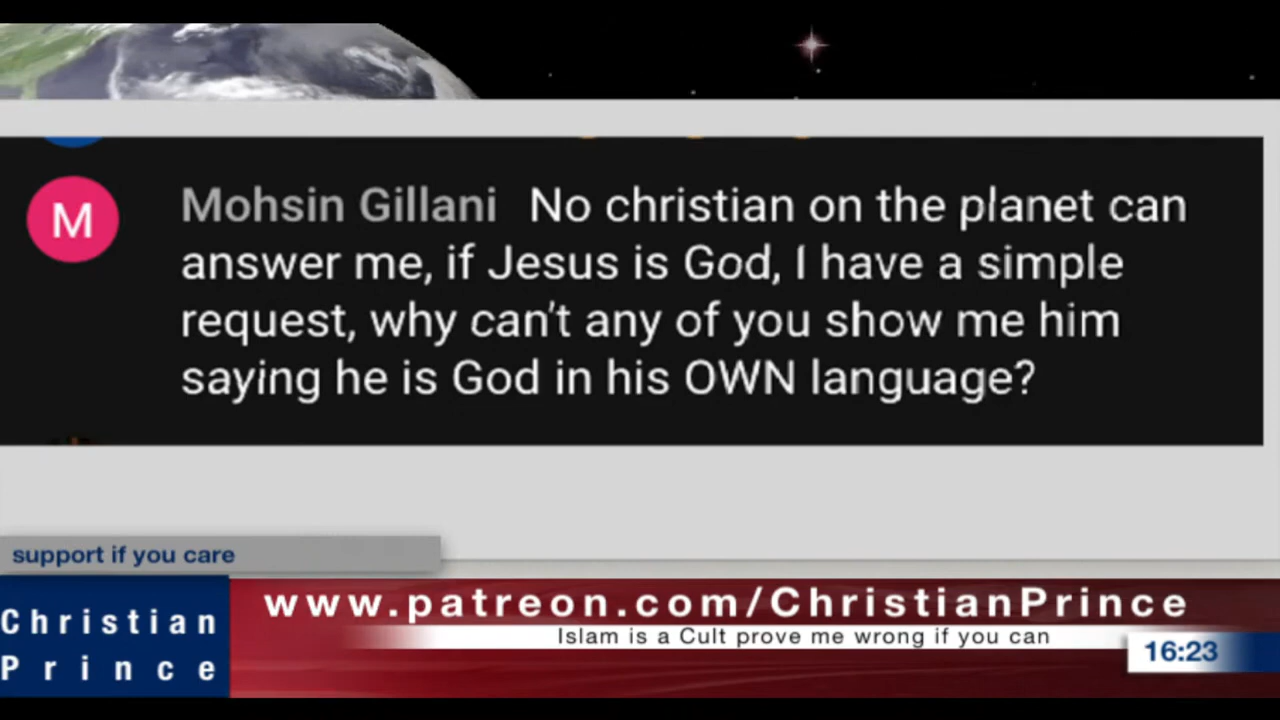 M
Mohsin Gillani No christian on the planet can
answer me, if Jesus is God, I have a simple
request, why can't any of you show me him
saying he is God in his OWN language?
support if you care
Christian
Prince
www.patreon.com/ChristianPrince
Islam is a Cult prove me wrong if you can
16:23